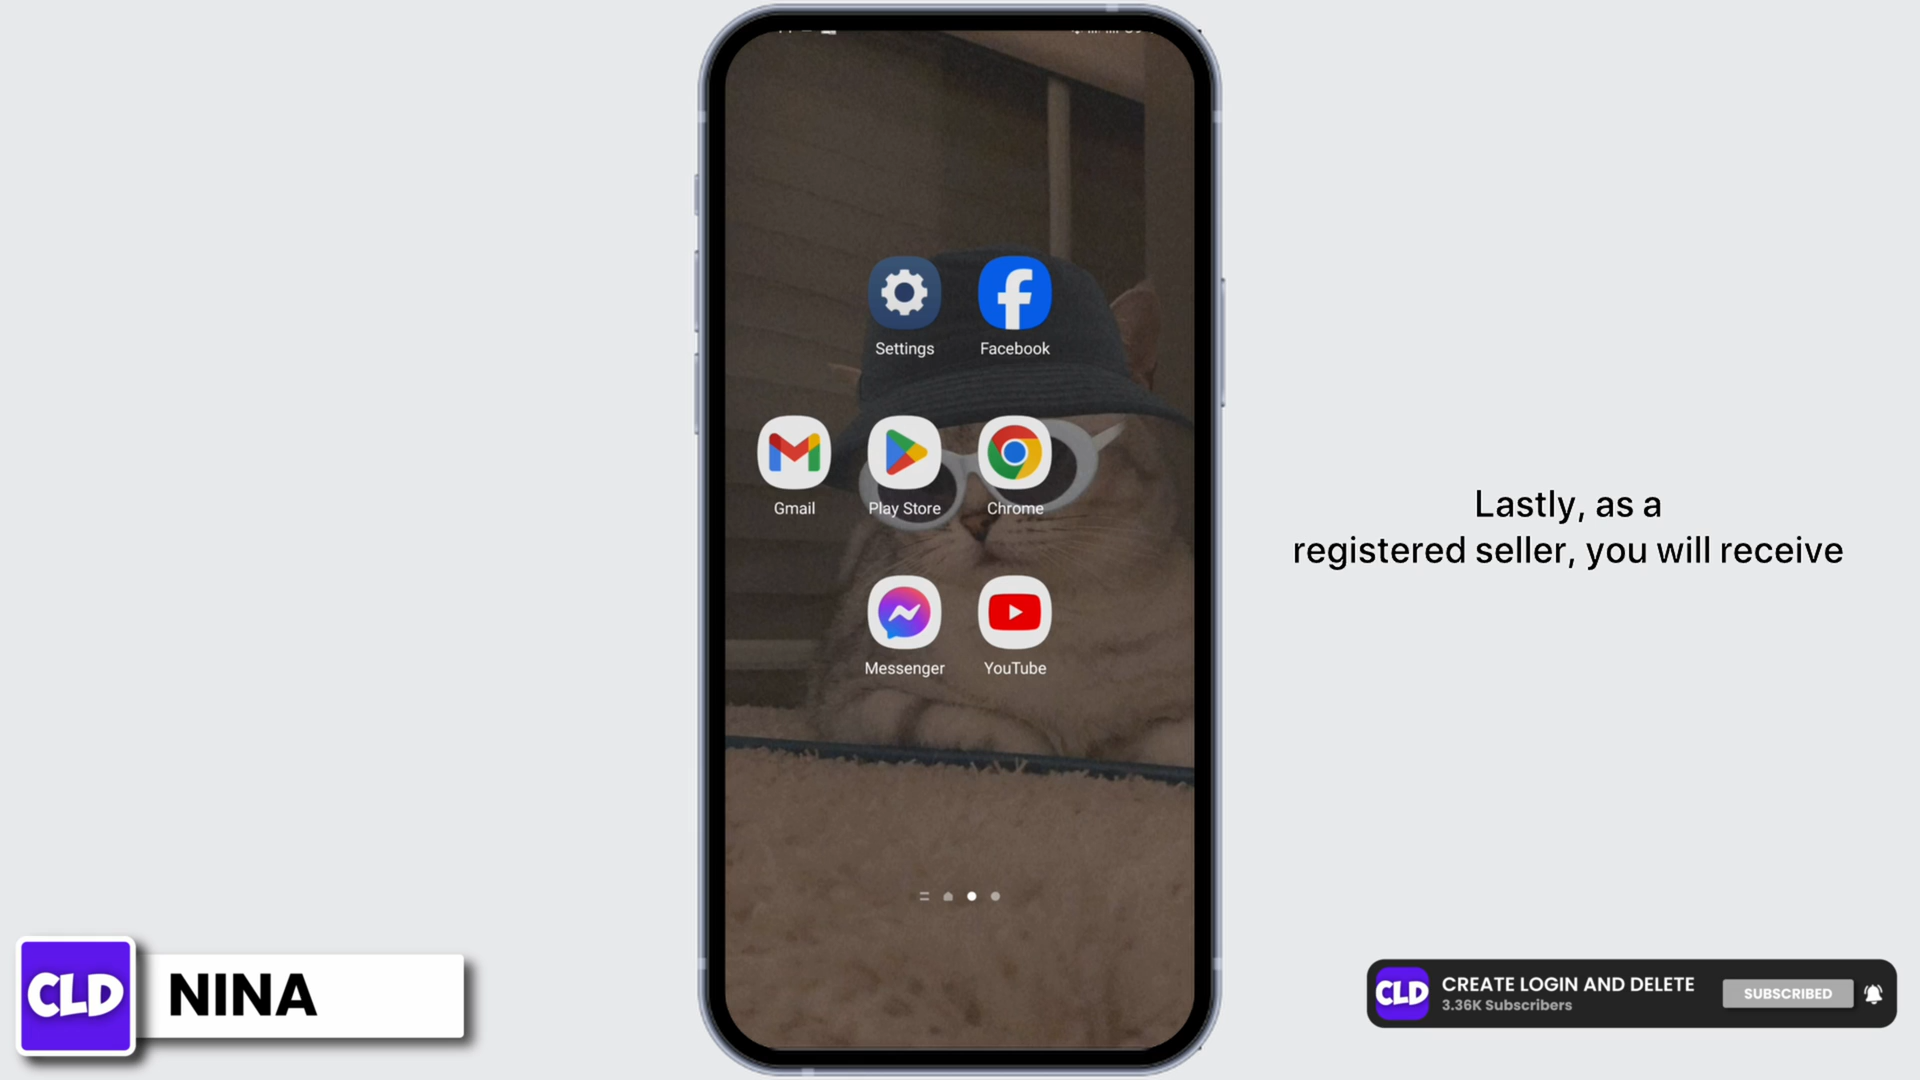 Settings
Facebook
Gmail
Play Store
Chrome
Messenger
YouTube
Lastly, as a
registered seller, you will receive
CLD
NINA
CLD
CREATE LOGIN AND DELETE
3.36K Subscribers
SUBSCRIBED